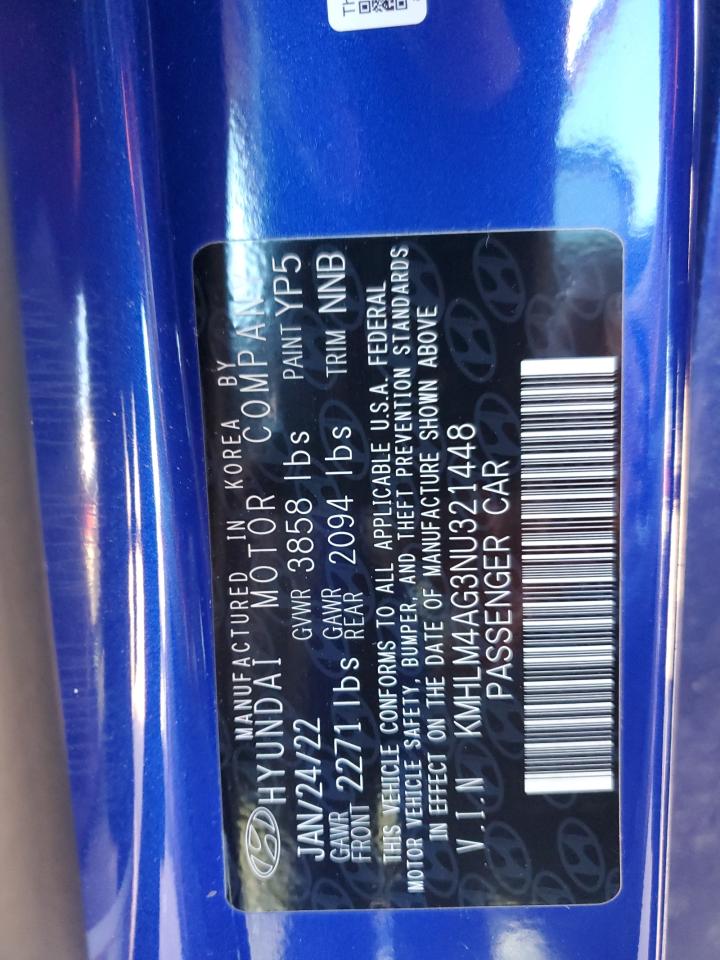 MANUFACTURED IN KOREA BY
HYUNDAI MOTOR COMPAN
JAN/24/22 GVWR 3858 lbs PAINT YP5
GAWR FRONT 2271 lbs GAWR REAR 2094 lbs TRIM NNB
THIS VEHICLE CONFORMS TO ALL APPLICABLE U.S.A. FEDERAL
MOTOR VEHICLE SAFETY, BUMPER, AND THEFT PREVENTION STANDARDS
IN EFFECT ON THE DATE OF MANUFACTURE SHOWN ABOVE
V.I.N KMHLM4AG3NU321448
PASSENGER CAR